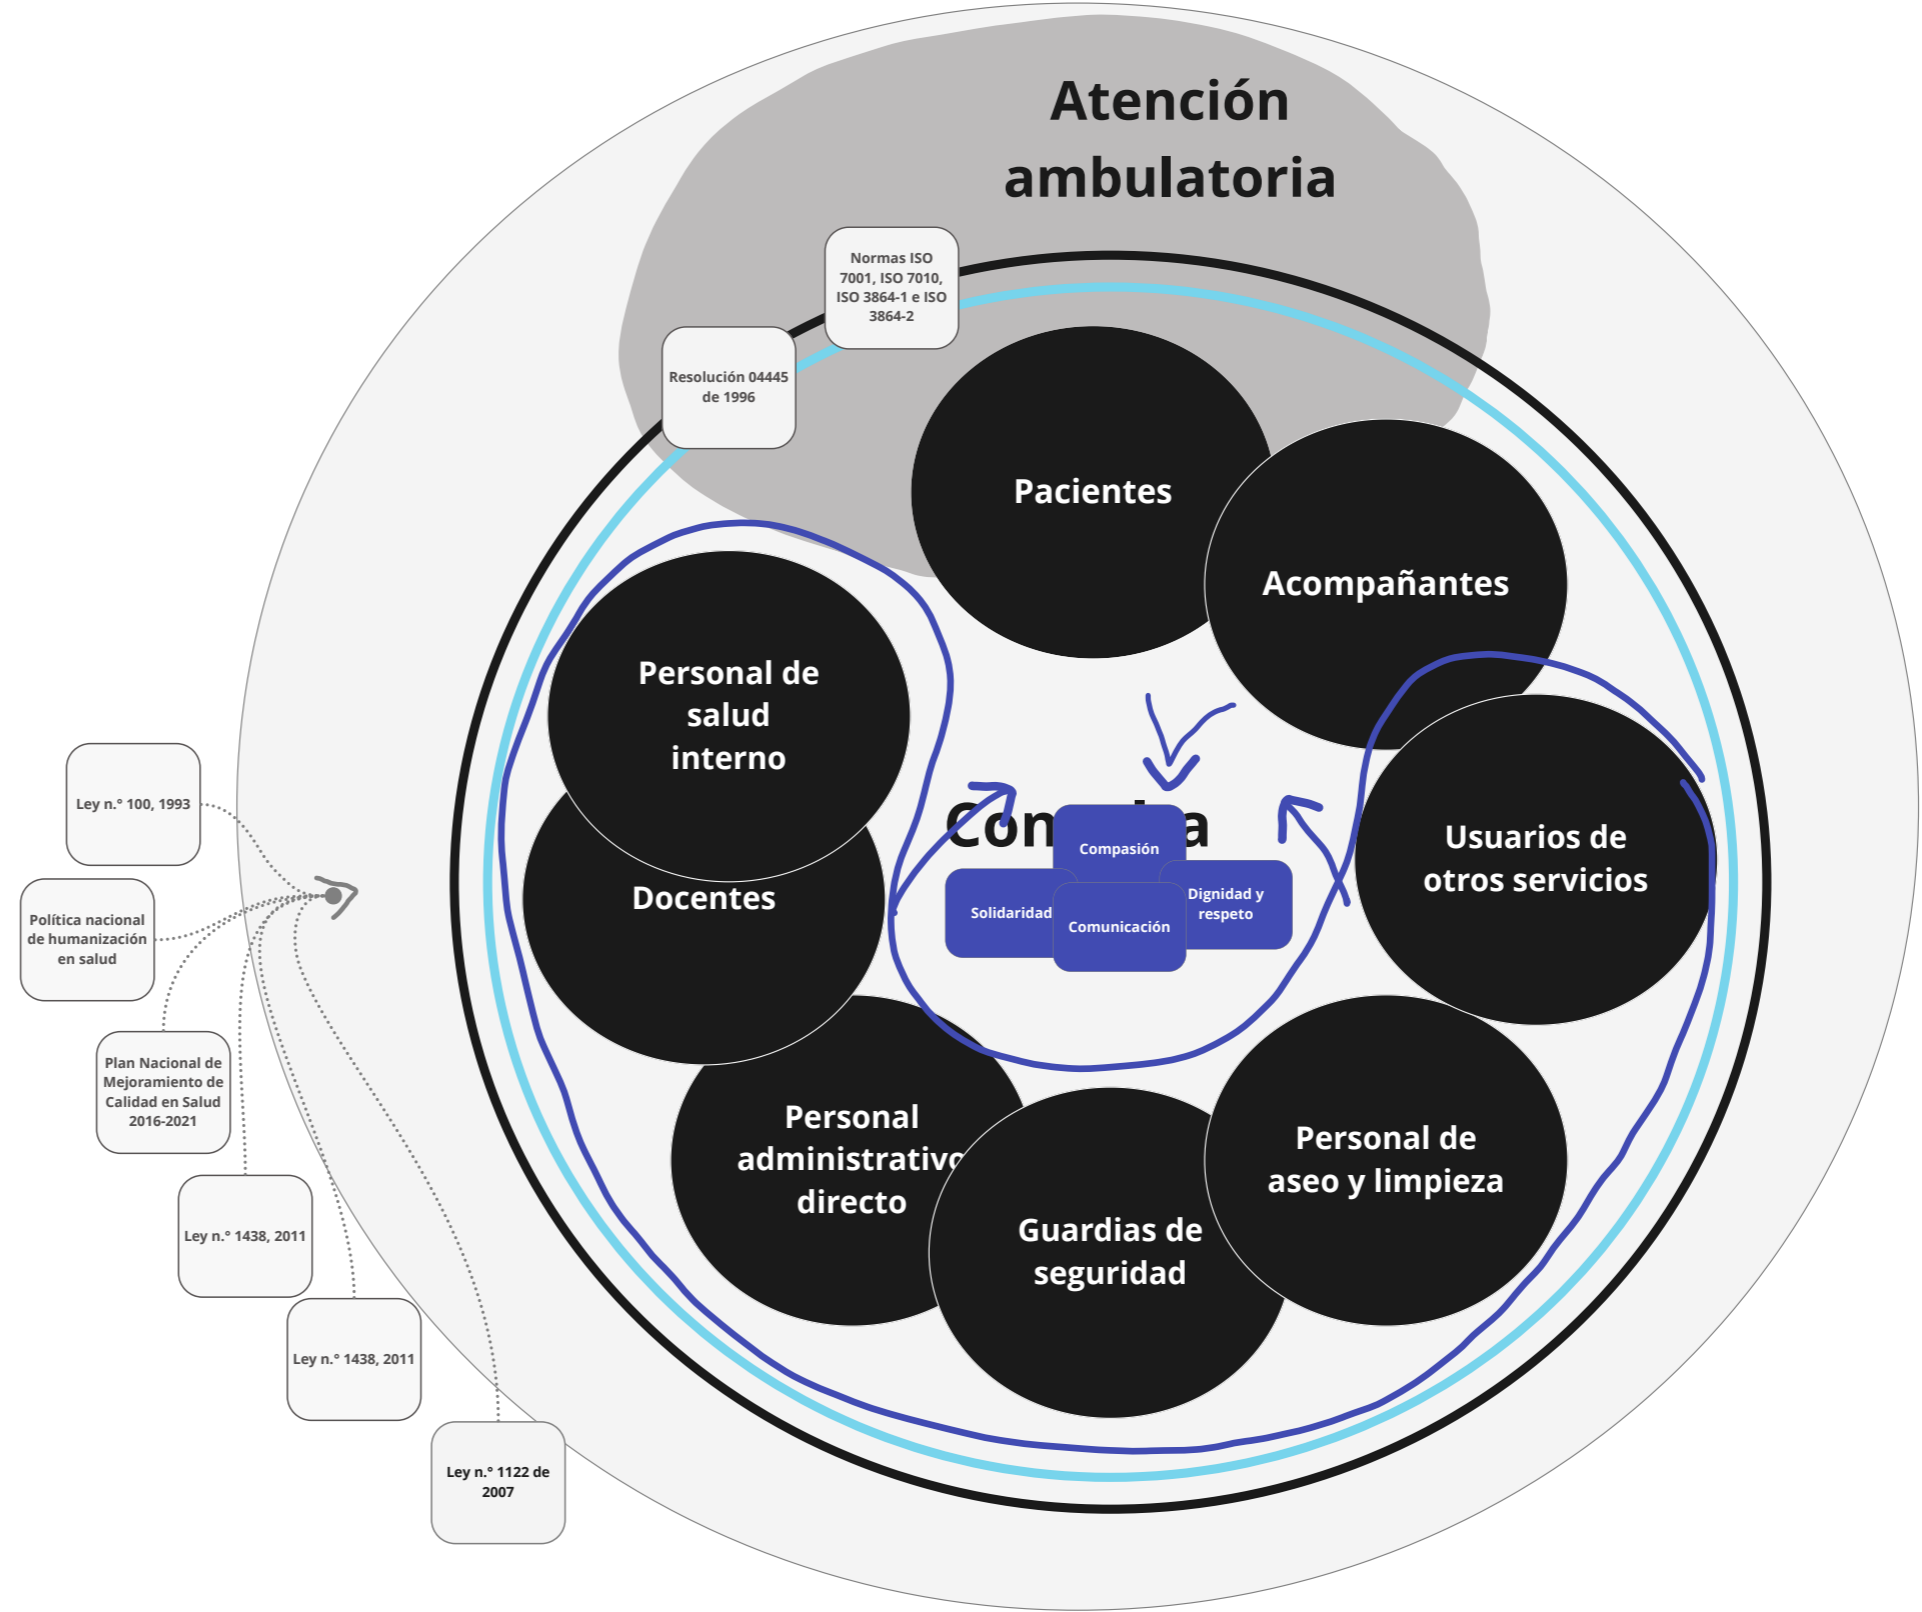 Atención
ambulatoria
Normas ISO
7001, ISO 7010,
ISO 3864-1 e ISO
3864-2
Resolución 04445
de 1996
Pacientes
Acompañantes
Personal de
salud
interno
Docentes
Usuarios de
otros servicios
Compasión
Solidaridad
Dignidad y
respeto
Comunicación
Personal
administrativo
directo
Guardias de
seguridad
Personal de
aseo y limpieza
Ley n.° 100, 1993
Política nacional
de humanización
en salud
Plan Nacional de
Mejoramiento de
Calidad en Salud
2016-2021
Ley n.° 1438, 2011
Ley n.° 1438, 2011
Ley n.° 1122 de
2007